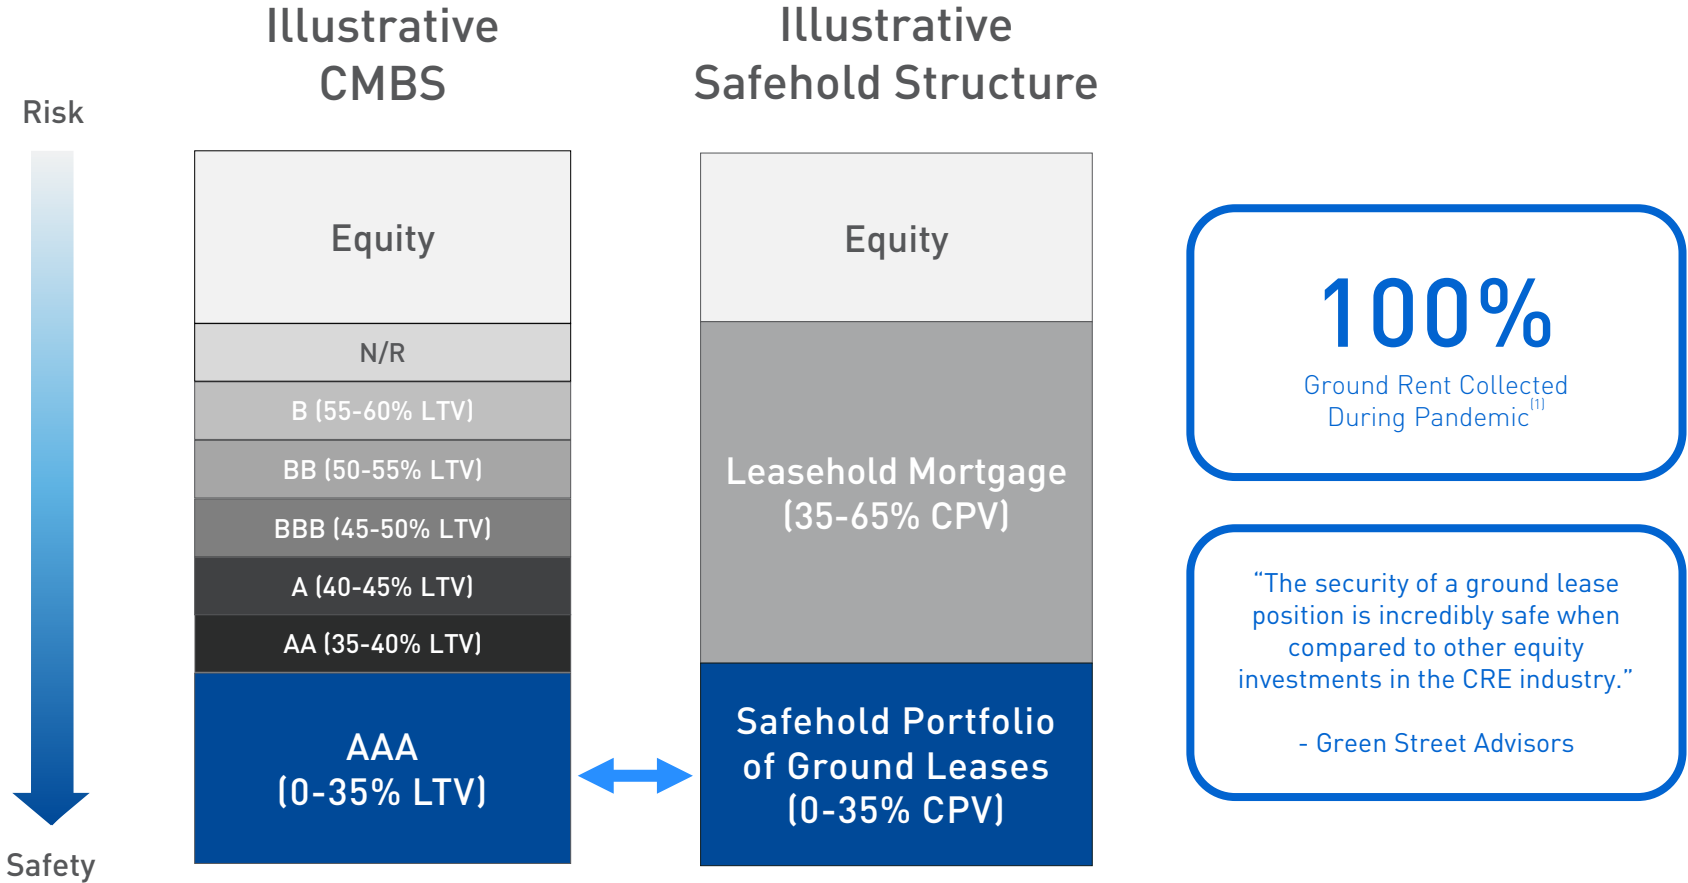 Illustrative
CMBS
Illustrative
Safehold Structure
Risk
Safety
Equity
N/R
B (55-60% LTV)
BB (50-55% LTV)
BBB (45-50% LTV)
A (40-45% LTV)
AA (35-40% LTV)
AAA
(0-35% LTV)
Equity
Leasehold Mortgage
(35-65% CPV)
Safehold Portfolio
of Ground Leases
(0-35% CPV)
100%
Ground Rent Collected
During Pandemic(1)
“The security of a ground lease
position is incredibly safe when
compared to other equity
investments in the CRE industry.”
- Green Street Advisors